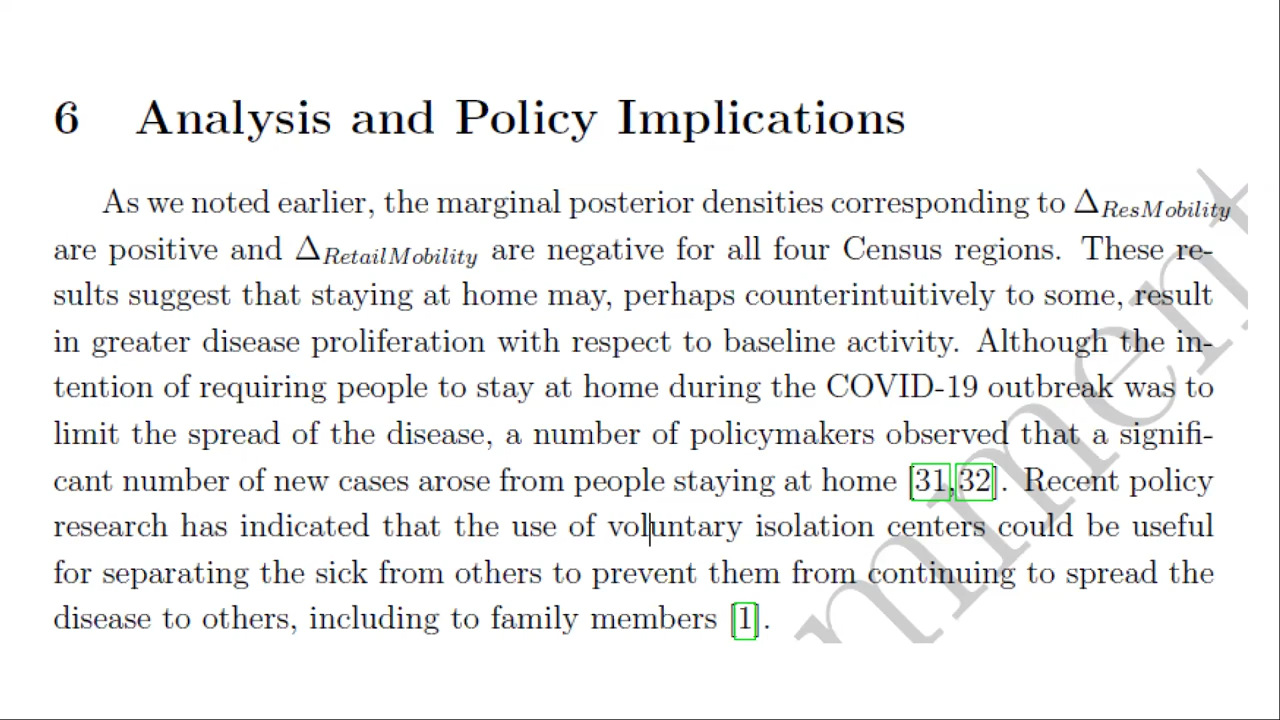 6 Analysis and Policy Implications
As we noted earlier, the marginal posterior densities corresponding to Δ_ResMobility
are positive and Δ_RetailMobility are negative for all four Census regions. These re-
sults suggest that staying at home may, perhaps counterintuitively to some, result
in greater disease proliferation with respect to baseline activity. Although the in-
tention of requiring people to stay at home during the COVID-19 outbreak was to
limit the spread of the disease, a number of policymakers observed that a signifi-
cant number of new cases arose from people staying at home [31,32]. Recent policy
research has indicated that the use of voluntary isolation centers could be useful
for separating the sick from others to prevent them from continuing to spread the
disease to others, including to family members [1].